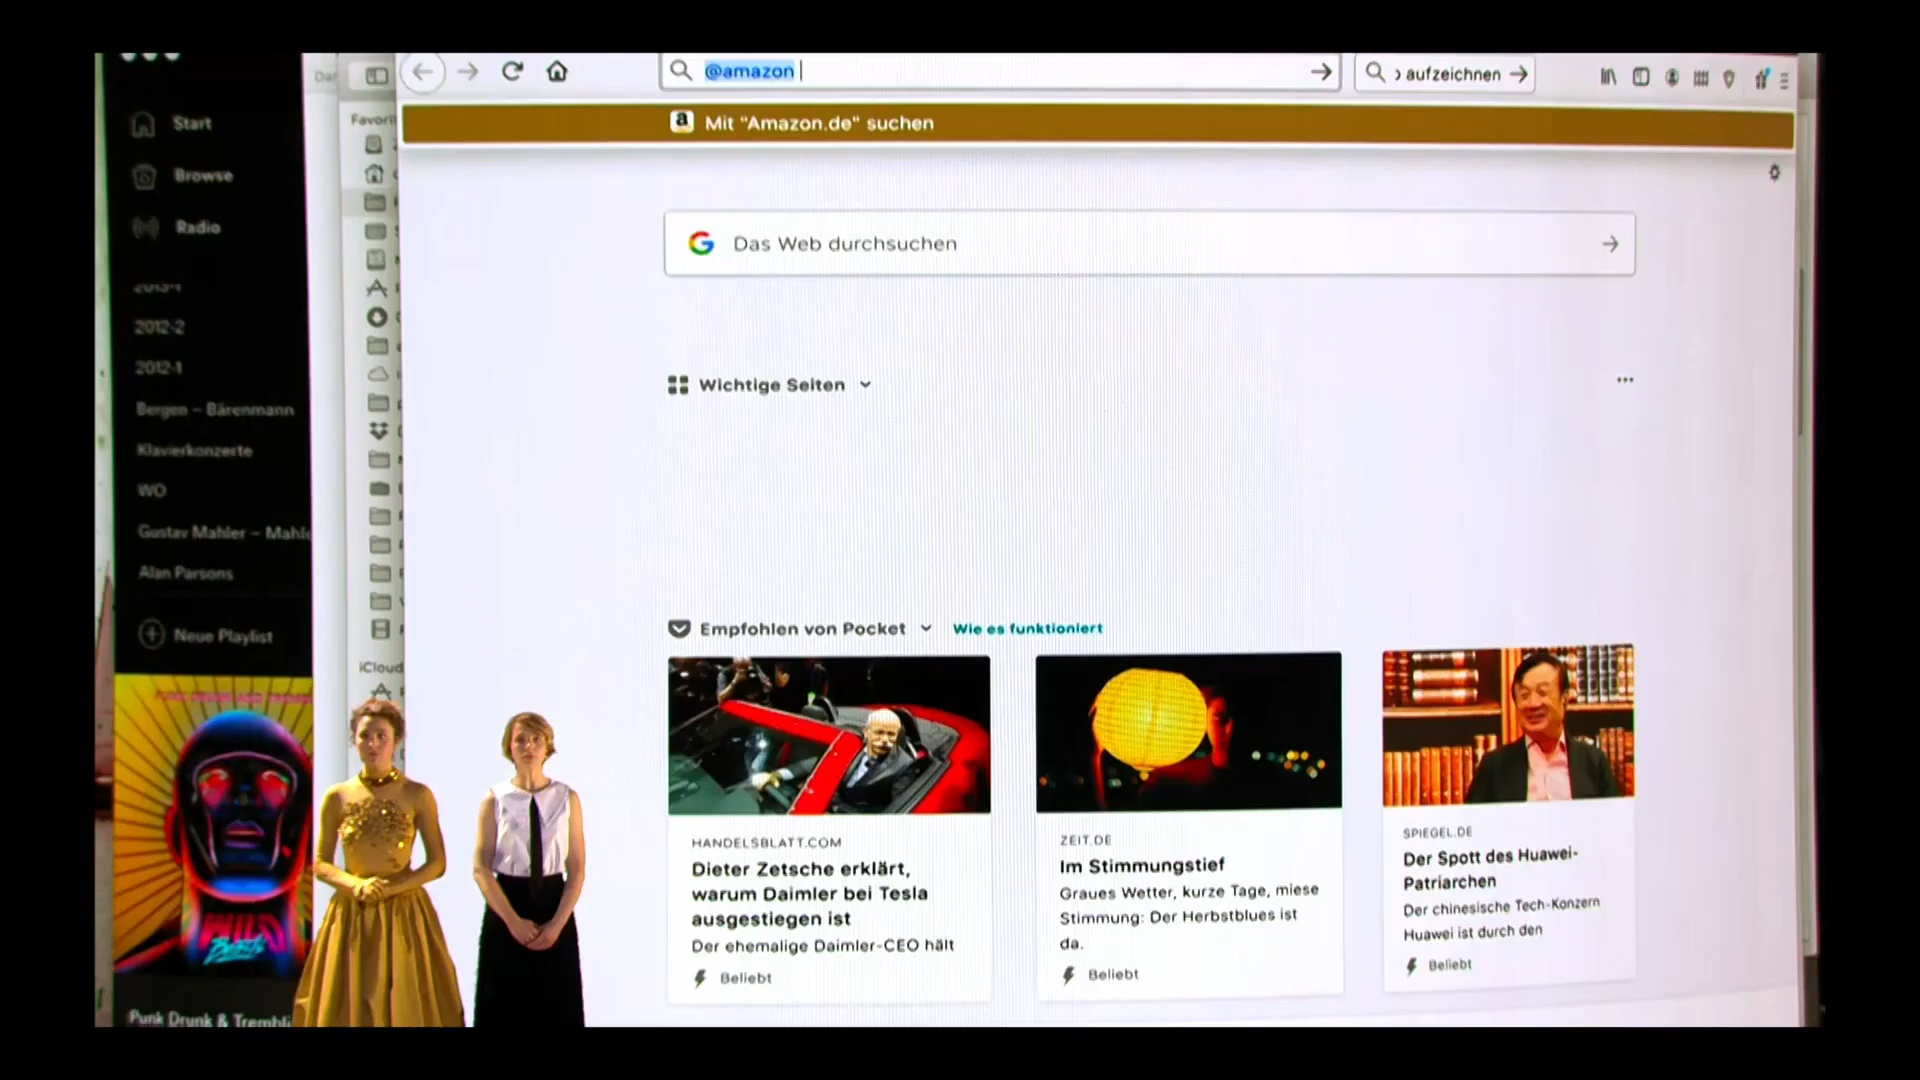 Start
Browse
Radio
2012-2
2012-1
Bergen – Bärenmann
Klavierkonzerte
WO
Gustav Mahler – Mahle
Alan Parsons
Neue Playlist
WILD
Beasts
Punk Drunk & Trembli
Favori
iCloud
@amazon
aufzeichnen
Mit "Amazon.de" suchen
Das Web durchsuchen
Wichtige Seiten
Empfohlen von Pocket
Wie es funktioniert
HANDELSBLATT.COM
Dieter Zetsche erklärt,
warum Daimler bei Tesla
ausgestiegen ist
Der ehemalige Daimler-CEO hält
Beliebt
ZEIT.DE
Im Stimmungstief
Graues Wetter, kurze Tage, miese
Stimmung: Der Herbstblues ist
da.
Beliebt
SPIEGEL.DE
Der Spott des Huawei-
Patriarchen
Der chinesische Tech-Konzern
Huawei ist durch den
Beliebt